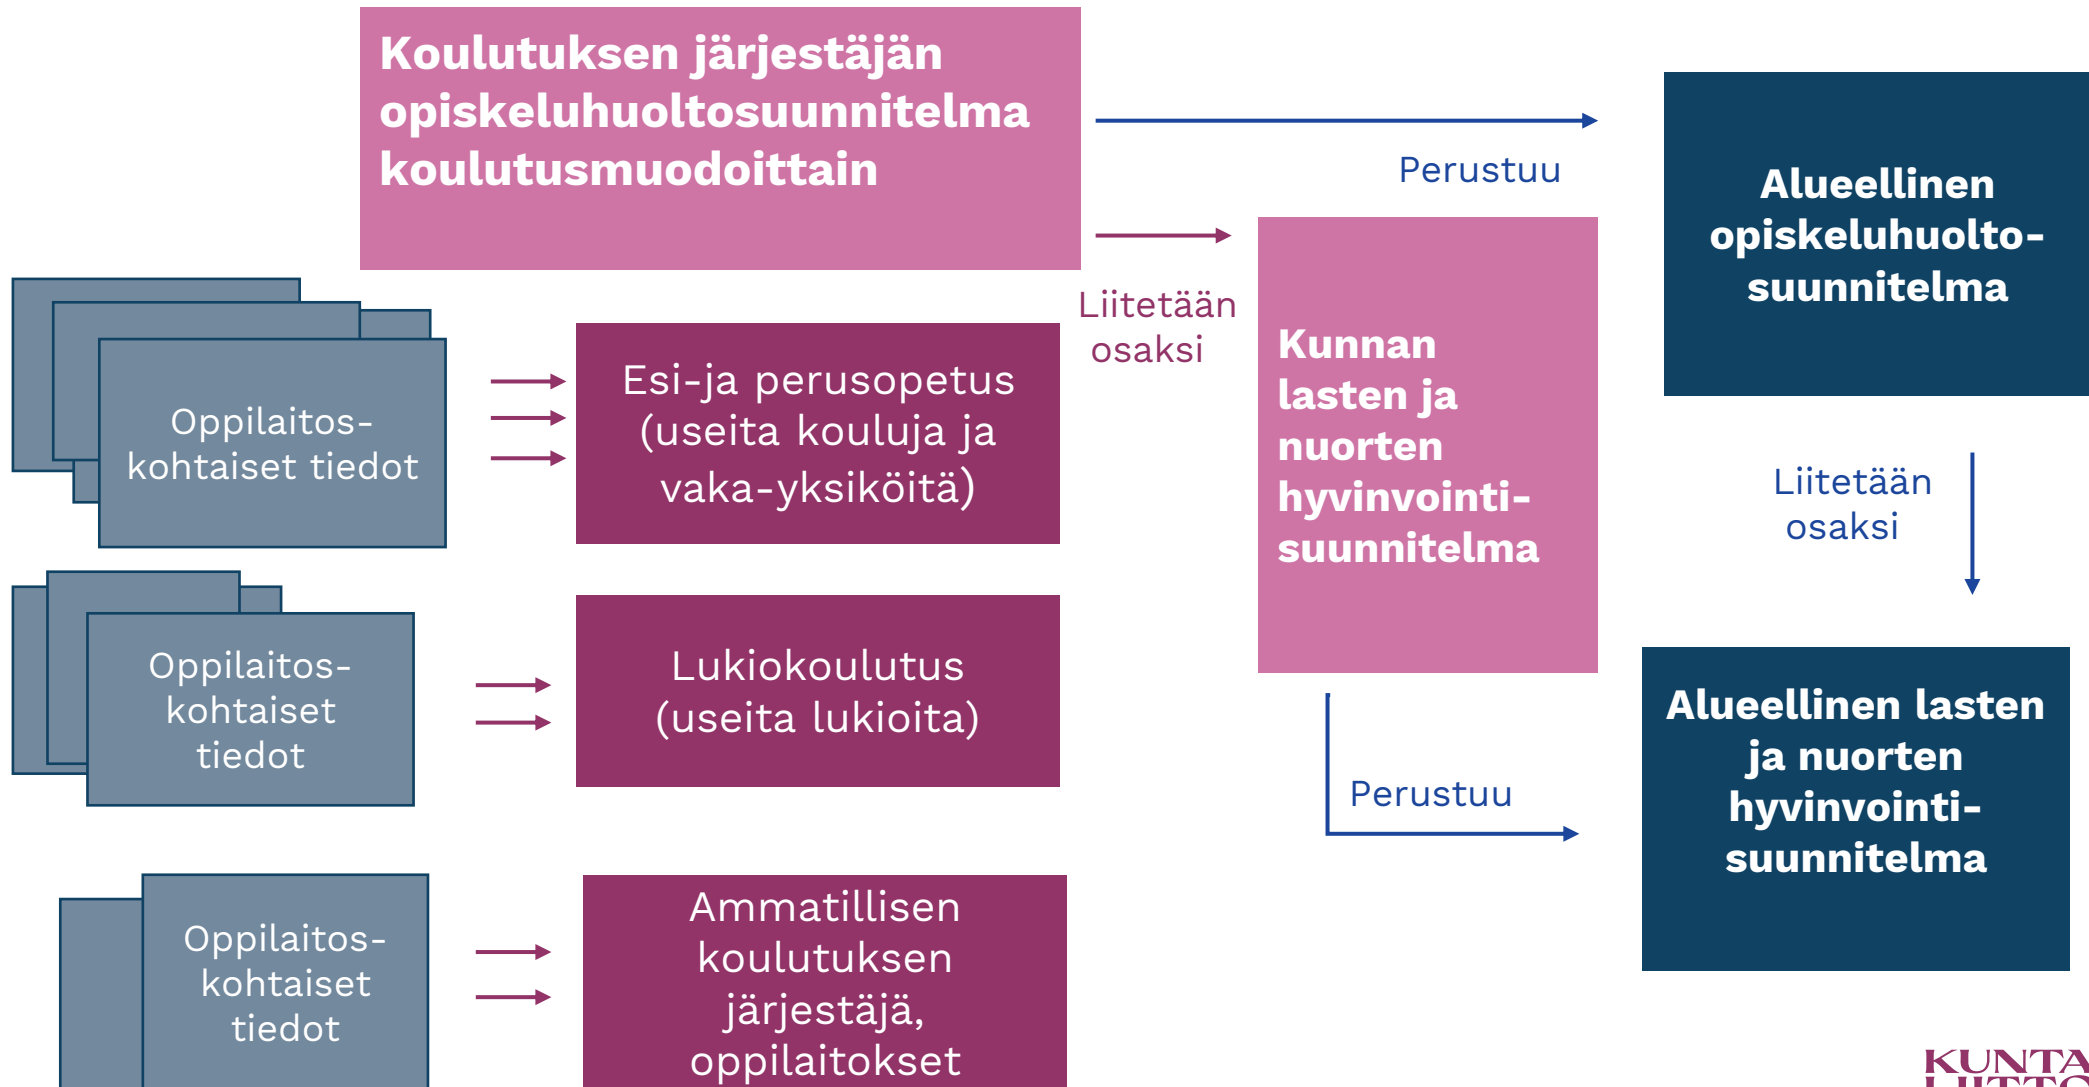 Koulutuksen järjestäjän
opiskeluhuoltosuunnitelma
koulutusmuodoittain
Perustuu
Alueellinen
opiskeluhuolto-
suunnitelma
Liitetään
osaksi
Kunnan
lasten ja
nuorten
hyvinvointi-
suunnitelma
Oppilaitos-
kohtaiset tiedot
Esi-ja perusopetus
(useita kouluja ja
vaka-yksiköitä)
Liitetään
osaksi
Oppilaitos-
kohtaiset
tiedot
Lukiokoulutus
(useita lukioita)
Perustuu
Alueellinen lasten
ja nuorten
hyvinvointi-
suunnitelma
Oppilaitos-
kohtaiset
tiedot
Ammatillisen
koulutuksen
järjestäjä,
oppilaitokset
KUNTA
LIITTO